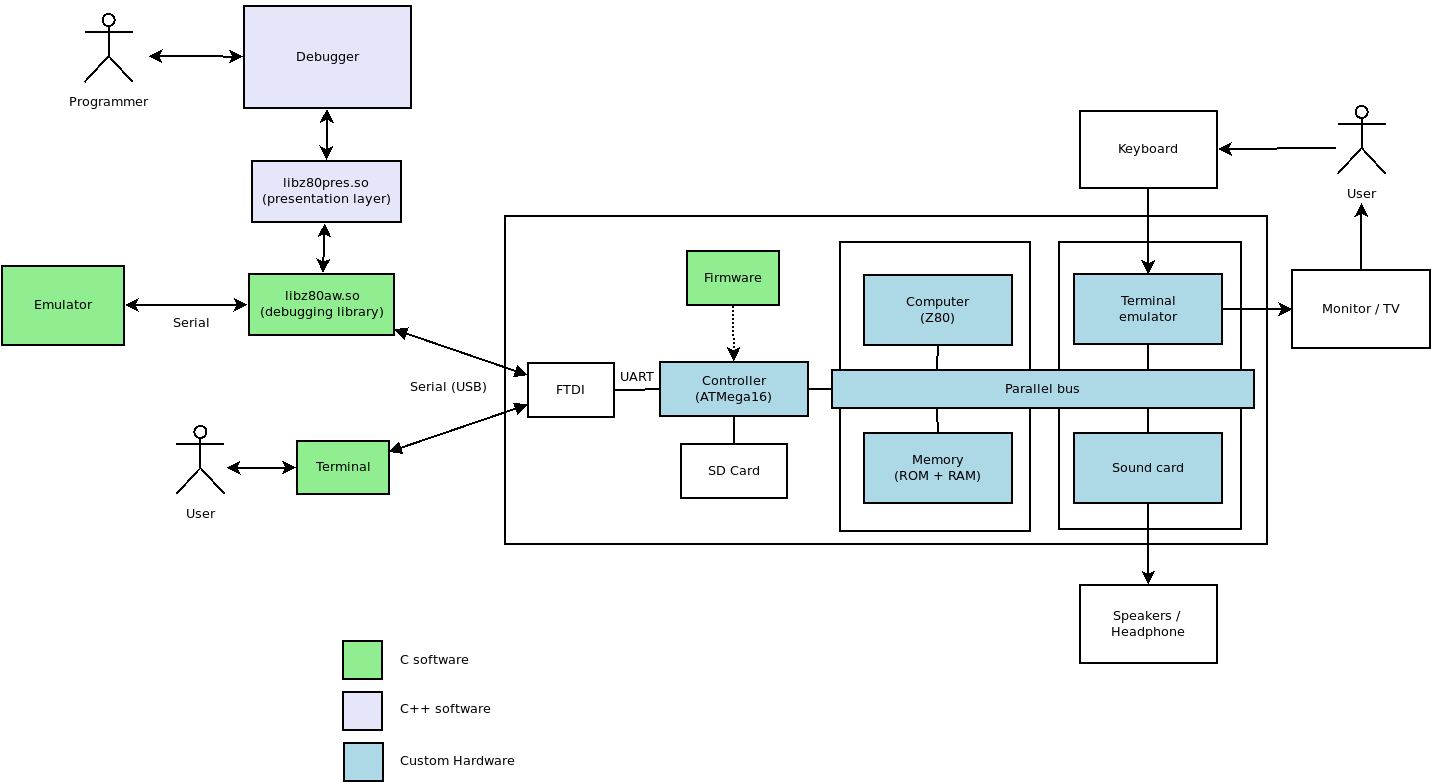 Debugger
Programmer
libz80pres.so
(presentation layer)
Keyboard
User
Emulator
Serial
libz80aw.so
(debugging library)
Firmware
Computer
(Z80)
Terminal
emulator
Monitor / TV
Serial (USB)
FTDI
UART
Controller
(ATMega16)
Parallel bus
Terminal
User
SD Card
Memory
(ROM + RAM)
Sound card
Speakers /
Headphone
C software
C++ software
Custom Hardware